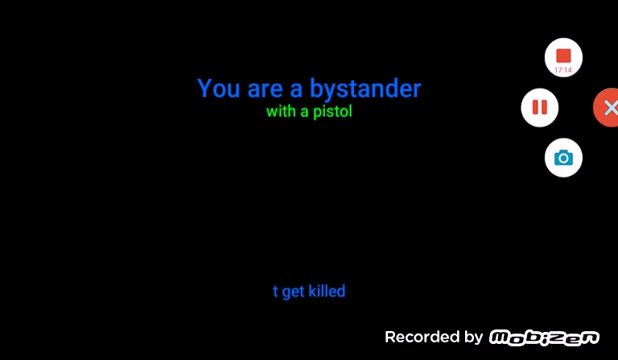 17:14
You are a bystander
with a pistol
t get killed
Recorded by Mobizen